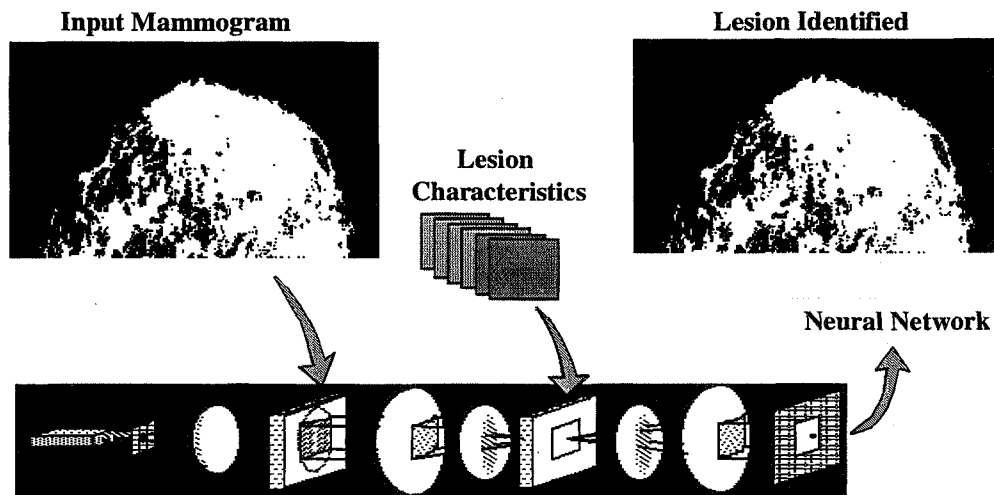 Input Mammogram
Lesion Identified
Lesion
Characteristics
Neural Network